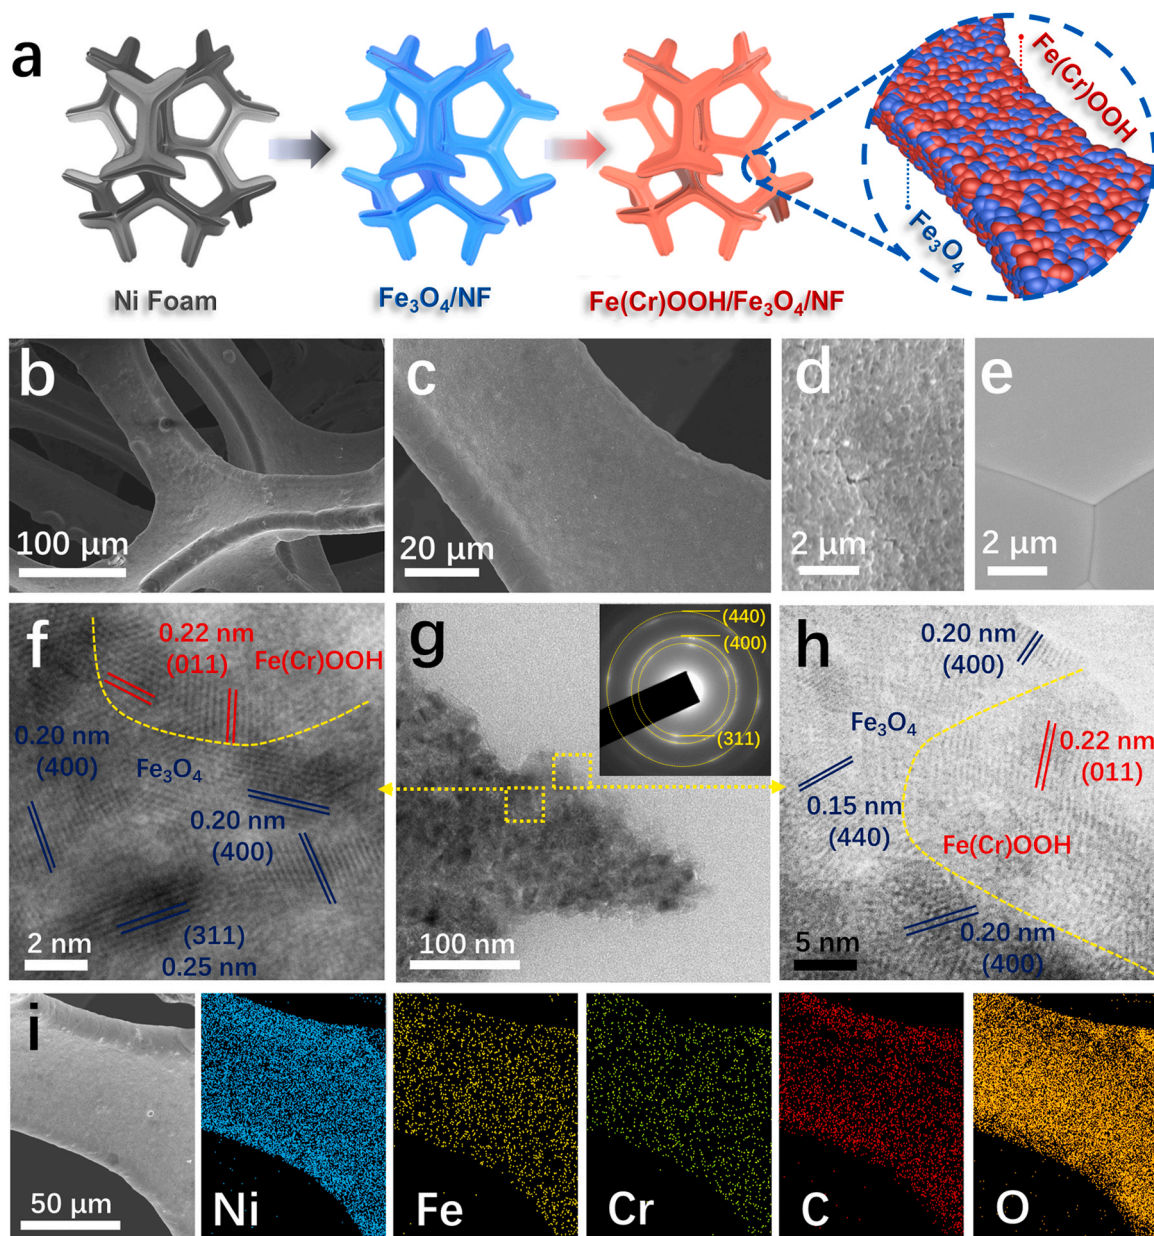 a
Ni Foam
Fe₃O₄/NF
Fe(Cr)OOH/Fe₃O₄/NF
Fe(Cr)OOH
Fe₃O₄
b
100 μm
c
20 μm
d
2 μm
e
2 μm
f
0.22 nm
(011)
Fe(Cr)OOH
0.20 nm
(400)
Fe₃O₄
0.20 nm
(400)
(311)
0.25 nm
2 nm
g
(440)
(400)
(311)
100 nm
h
0.20 nm
(400)
Fe₃O₄
0.22 nm
(011)
0.15 nm
(440)
Fe(Cr)OOH
0.20 nm
(400)
5 nm
i
50 μm
Ni
Fe
Cr
C
O